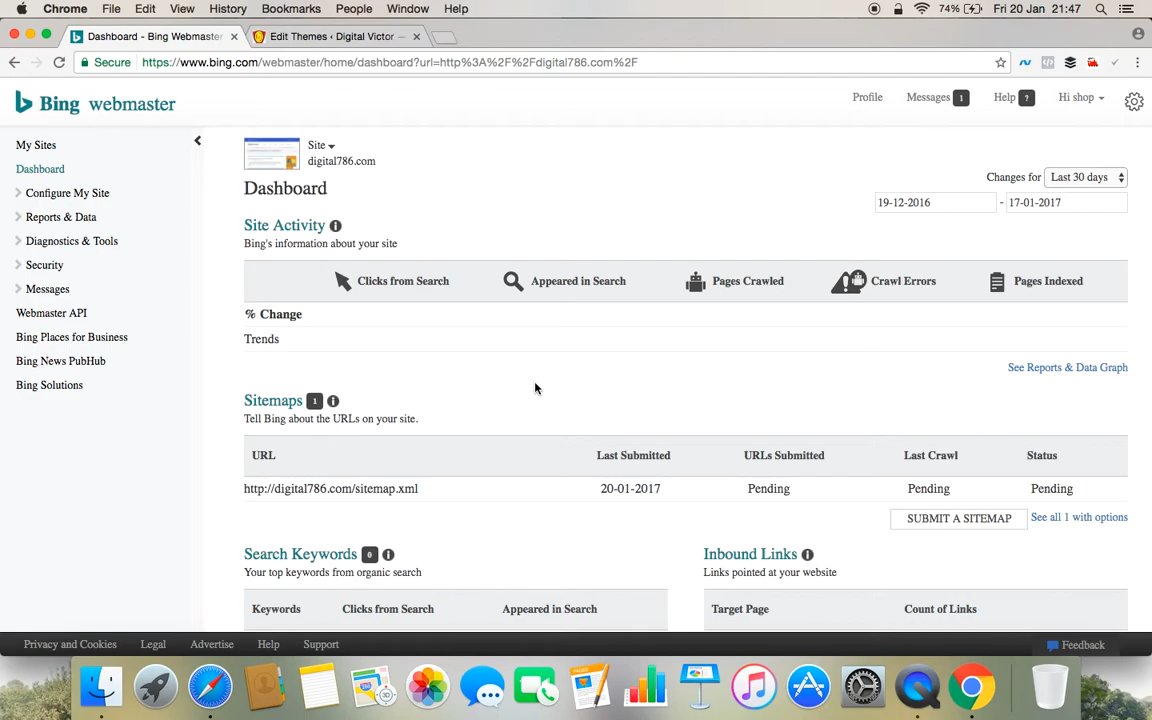 Chrome File Edit View History Bookmarks People Window Help 74% Fri 20 Jan 21:47
Dashboard - Bing Webmaster Edit Themes ‹ Digital Victor —
Secure https://www.bing.com/webmaster/home/dashboard?url=http%3A%2F%2Fdigital786.com%2F
Bing webmaster Profile Messages 1 Help ? Hi shop
My Sites
Dashboard
Configure My Site
Reports & Data
Diagnostics & Tools
Security
Messages
Webmaster API
Bing Places for Business
Bing News PubHub
Bing Solutions
Site
digital786.com
Dashboard
Changes for Last 30 days
19-12-2016 - 17-01-2017
Site Activity
Bing's information about your site
Clicks from Search Appeared in Search Pages Crawled Crawl Errors Pages Indexed
% Change
Trends
See Reports & Data Graph
Sitemaps 1
Tell Bing about the URLs on your site.
URL Last Submitted URLs Submitted Last Crawl Status
http://digital786.com/sitemap.xml 20-01-2017 Pending Pending Pending
SUBMIT A SITEMAP See all 1 with options
Search Keywords 0
Your top keywords from organic search
Keywords Clicks from Search Appeared in Search
Inbound Links
Links pointed at your website
Target Page Count of Links
Privacy and Cookies Legal Advertise Help Support Feedback